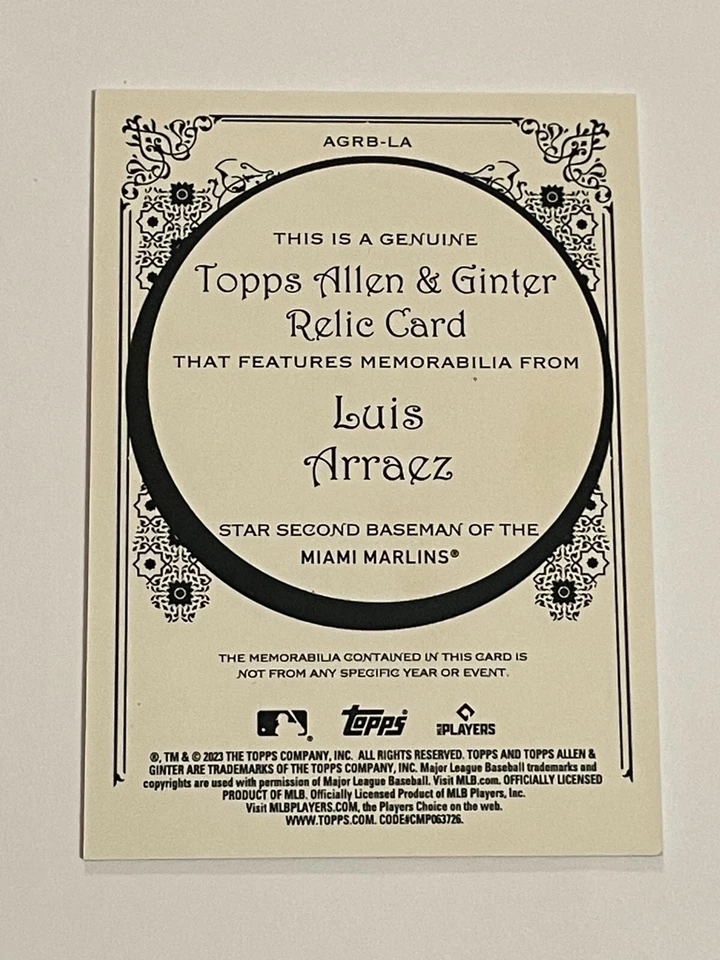 AGRB-LA
THIS IS A GENUINE
Topps Allen & Ginter
Relic Card
THAT FEATURES MEMORABILIA FROM
Luis
Arraez
STAR SECOND BASEMAN OF THE
MIAMI MARLINS®
THE MEMORABILIA CONTAINED IN THIS CARD IS
NOT FROM ANY SPECIFIC YEAR OR EVENT.
® topps MLB PLAYERS
®, TM & © 2023 THE TOPPS COMPANY, INC. ALL RIGHTS RESERVED. TOPPS AND TOPPS ALLEN &
GINTER ARE TRADEMARKS OF THE TOPPS COMPANY, INC. Major League Baseball trademarks and
copyrights are used with permission of Major League Baseball. Visit MLB.com. OFFICIALLY LICENSED
PRODUCT OF MLB. Officially Licensed Product of MLB Players, Inc.
Visit MLBPLAYERS.COM, the Players Choice on the web.
WWW.TOPPS.COM. CODE#CMP063726.